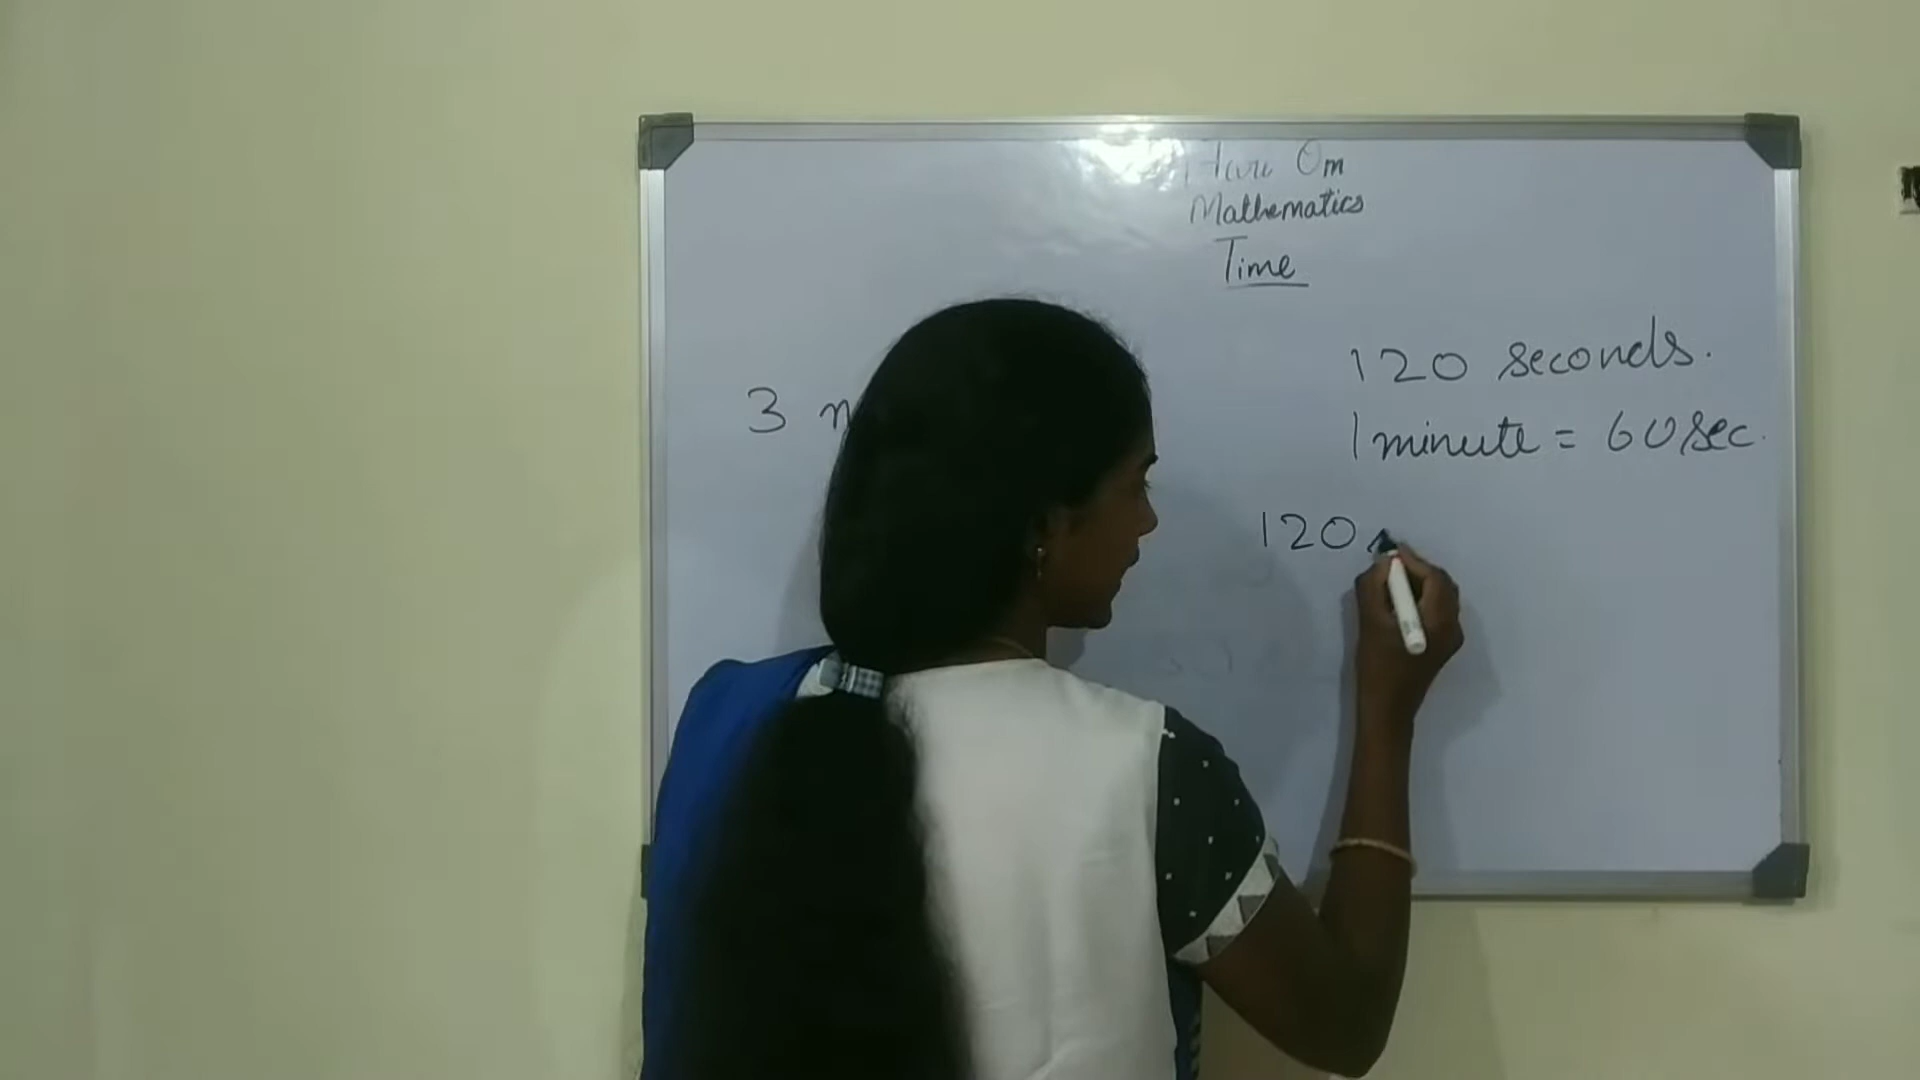 Hari Om
Mathematics
Time
3
120 seconds.
1 minute = 60 sec.
120